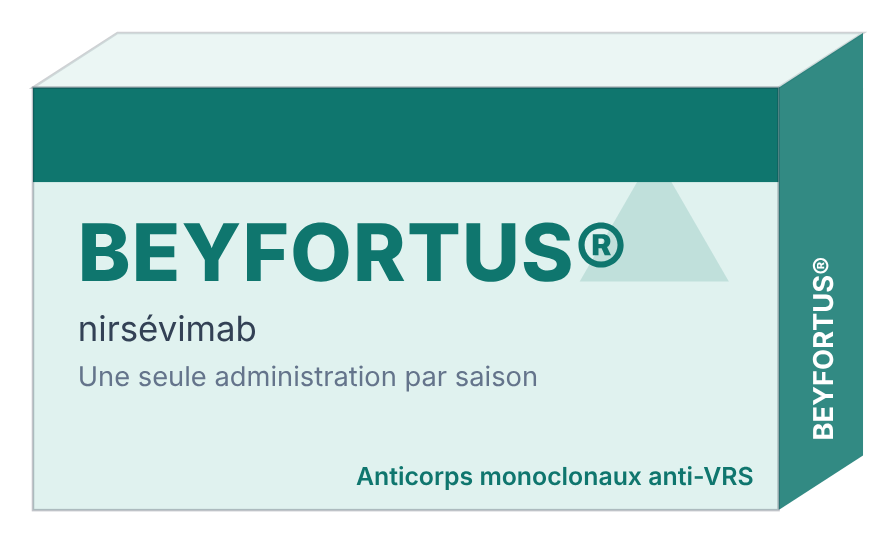 BEYFORTUS®
nirsévimab
Une seule administration par saison
Anticorps monoclonaux anti-VRS
BEYFORTUS®